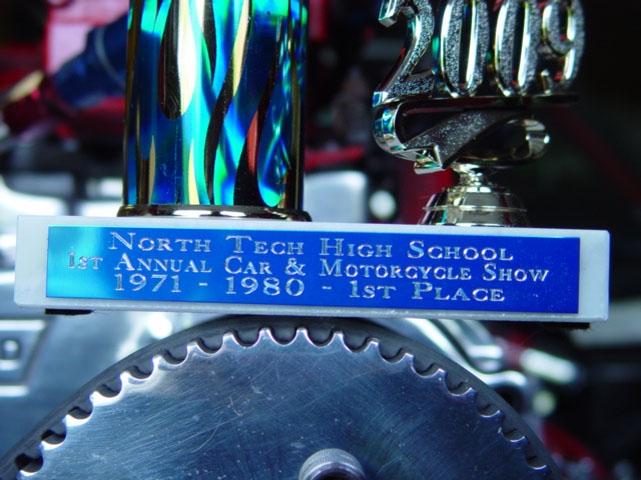 2009
North Tech High School
1st Annual Car & Motorcycle Show
1971 - 1980 - 1st Place